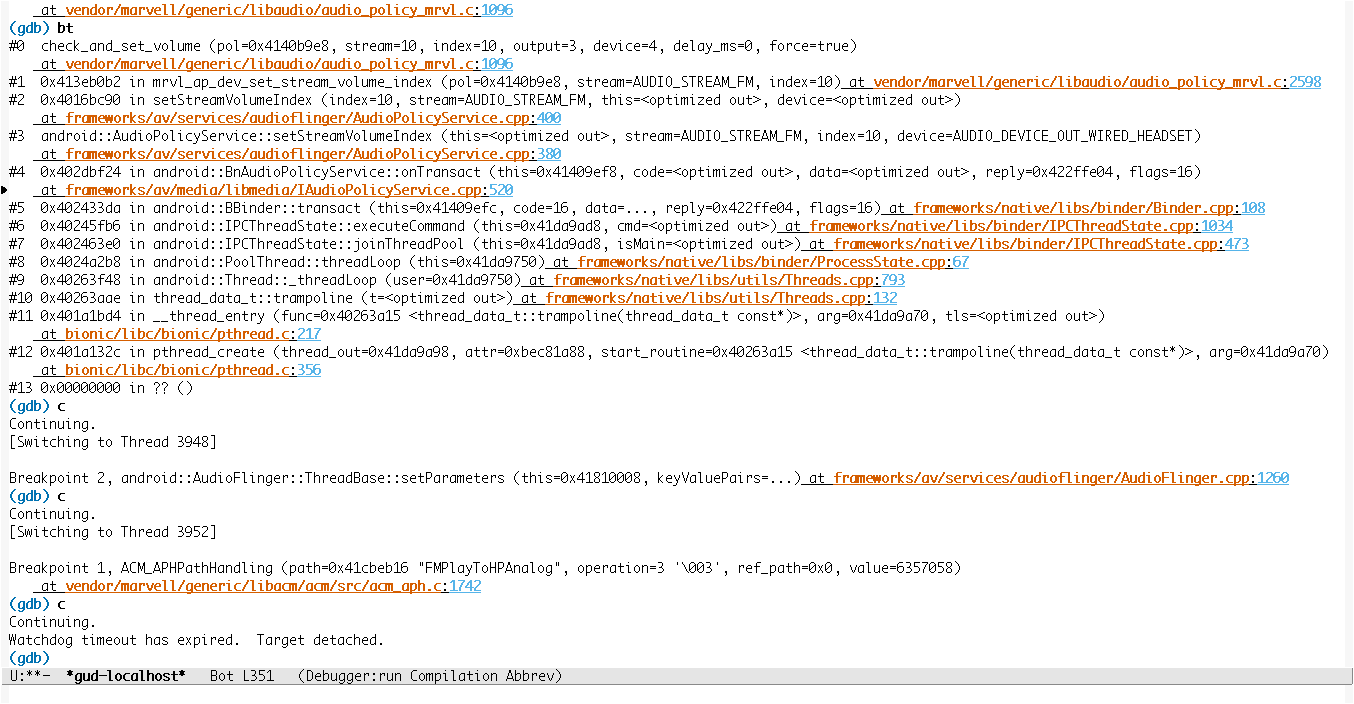 at vendor/marvell/generic/libaudio/audio_policy_mrvl.c:1096
(gdb) bt
#0  check_and_set_volume (pol=0x4140b9e8, stream=10, index=10, output=3, device=4, delay_ms=0, force=true)
    at vendor/marvell/generic/libaudio/audio_policy_mrvl.c:1096
#1  0x413eb0b2 in mrvl_ap_dev_set_stream_volume_index (pol=0x4140b9e8, stream=AUDIO_STREAM_FM, index=10) at vendor/marvell/generic/libaudio/audio_policy_mrvl.c:2598
#2  0x4016bc90 in setStreamVolumeIndex (index=10, stream=AUDIO_STREAM_FM, this=<optimized out>, device=<optimized out>)
    at frameworks/av/services/audioflinger/AudioPolicyService.cpp:400
#3  android::AudioPolicyService::setStreamVolumeIndex (this=<optimized out>, stream=AUDIO_STREAM_FM, index=10, device=AUDIO_DEVICE_OUT_WIRED_HEADSET)
    at frameworks/av/services/audioflinger/AudioPolicyService.cpp:380
#4  0x402dbf24 in android::BnAudioPolicyService::onTransact (this=0x41409ef8, code=<optimized out>, data=<optimized out>, reply=0x422ffe04, flags=16)
    at frameworks/av/media/libmedia/IAudioPolicyService.cpp:520
#5  0x402433da in android::BBinder::transact (this=0x41409efc, code=16, data=..., reply=0x422ffe04, flags=16) at frameworks/native/libs/binder/Binder.cpp:108
#6  0x40245fb6 in android::IPCThreadState::executeCommand (this=0x41da9ad8, cmd=<optimized out>) at frameworks/native/libs/binder/IPCThreadState.cpp:1034
#7  0x402463e0 in android::IPCThreadState::joinThreadPool (this=0x41da9ad8, isMain=<optimized out>) at frameworks/native/libs/binder/IPCThreadState.cpp:473
#8  0x4024a2b8 in android::PoolThread::threadLoop (this=0x41da9750) at frameworks/native/libs/binder/ProcessState.cpp:67
#9  0x40263f48 in android::Thread::_threadLoop (user=0x41da9750) at frameworks/native/libs/utils/Threads.cpp:793
#10 0x40263aae in thread_data_t::trampoline (t=<optimized out>) at frameworks/native/libs/utils/Threads.cpp:132
#11 0x401a1bd4 in __thread_entry (func=0x40263a15 <thread_data_t::trampoline(thread_data_t const*)>, arg=0x41da9a70, tls=<optimized out>)
    at bionic/libc/bionic/pthread.c:217
#12 0x401a132c in pthread_create (thread_out=0x41da9a98, attr=0xbec81a88, start_routine=0x40263a15 <thread_data_t::trampoline(thread_data_t const*)>, arg=0x41da9a70)
    at bionic/libc/bionic/pthread.c:356
#13 0x00000000 in ?? ()
(gdb) c
Continuing.
[Switching to Thread 3948]

Breakpoint 2, android::AudioFlinger::ThreadBase::setParameters (this=0x41810008, keyValuePairs=...) at frameworks/av/services/audioflinger/AudioFlinger.cpp:1260
(gdb) c
Continuing.
[Switching to Thread 3952]

Breakpoint 1, ACM_APHPathHandling (path=0x41cbeb16 "FMPlayToHPAnalog", operation=3 '\003', ref_path=0x0, value=6357058)
    at vendor/marvell/generic/libacm/acm/src/acm_aph.c:1742
(gdb) c
Continuing.
Watchdog timeout has expired.  Target detached.
(gdb)
U:**-  *gud-localhost*   Bot L351   (Debugger:run Compilation Abbrev)